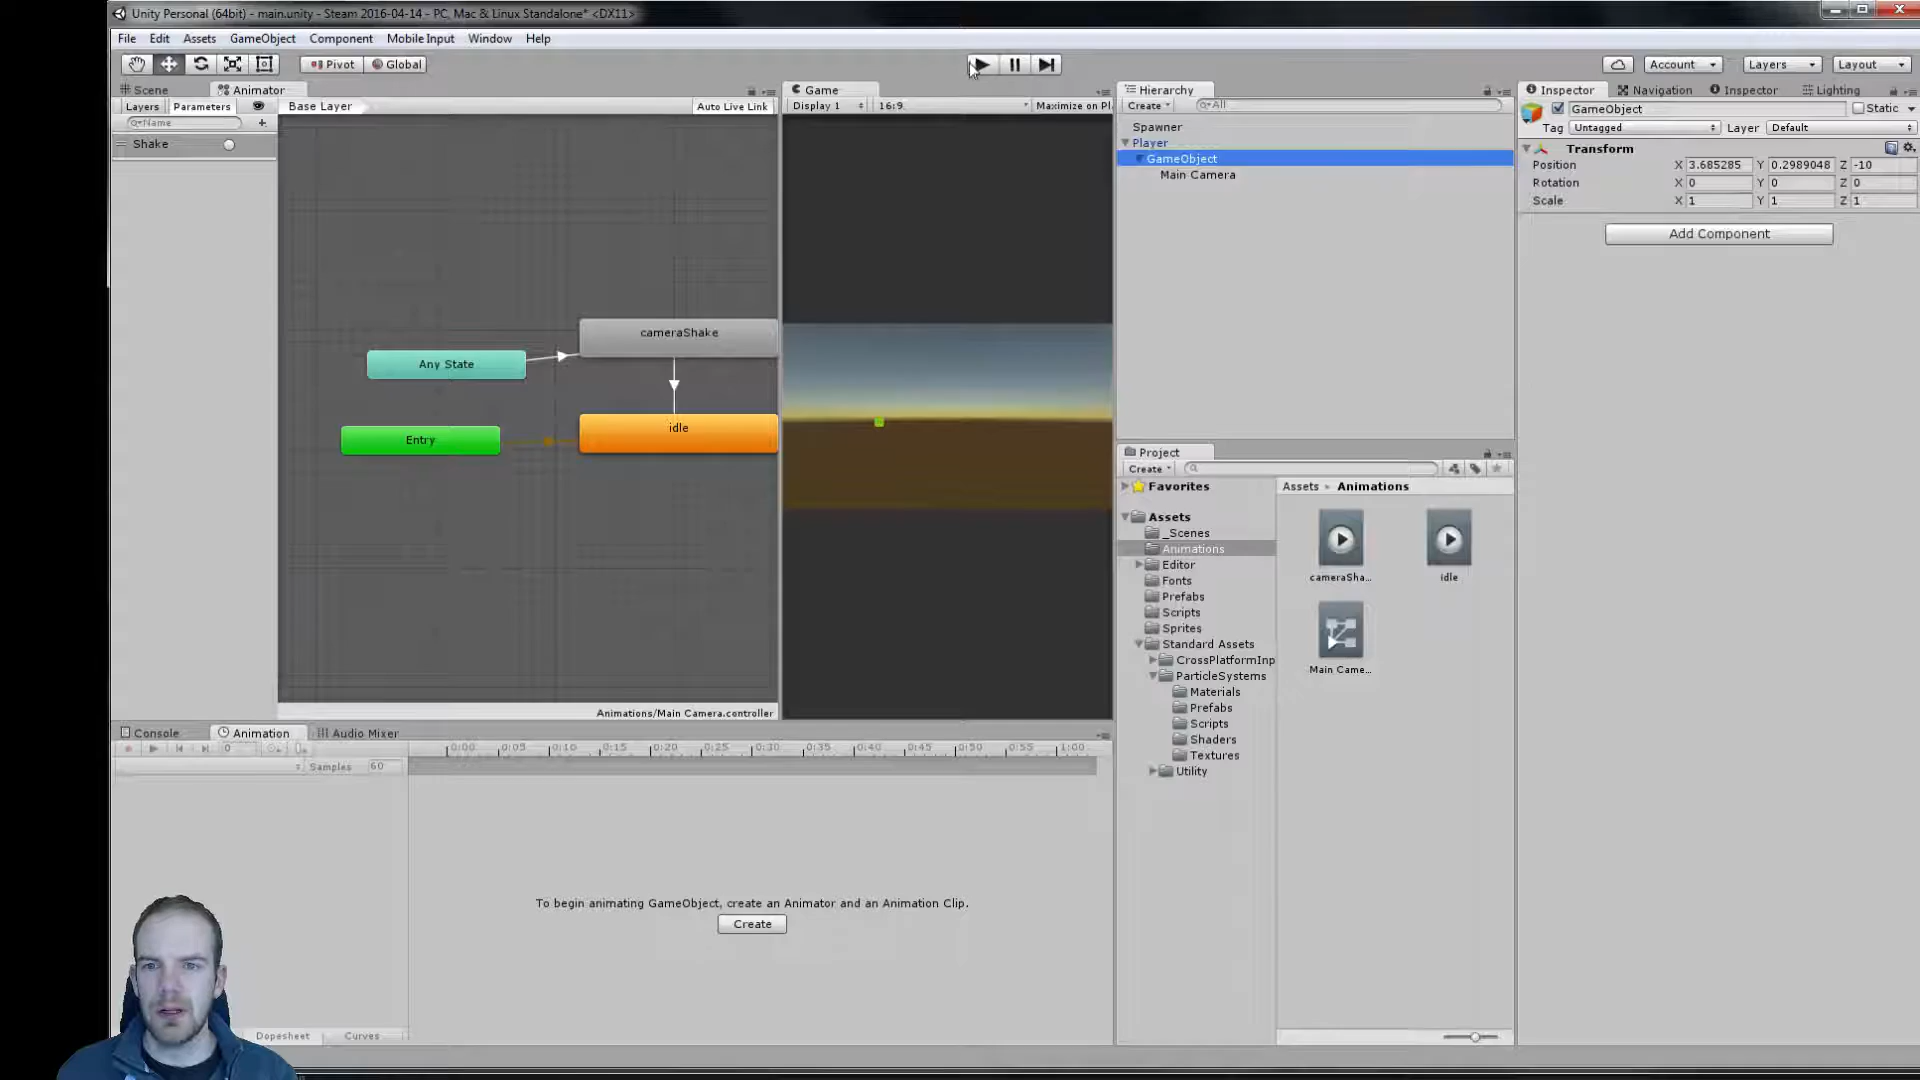 Unity Personal (64bit) - main.unity - Steam 2016-04-14 - PC, Mac & Linux Standalone* <DX11>
File Edit Assets GameObject Component Mobile Input Window Help
Pivot Global Account Layers Layout
Scene Animator
Layers Parameters Base Layer Auto Live Link
Name
Shake
cameraShake
Any State
idle
Entry
Animations/Main Camera.controller
Game
Display 1 16:9 Maximize on Pl
Hierarchy
Create All
Spawner
Player
GameObject
Main Camera
Inspector Navigation Inspector Lighting
GameObject Static
Tag Untagged Layer Default
Transform
Position X 3.685285 Y 0.2989048 Z -10
Rotation X 0 Y 0 Z 0
Scale X 1 Y 1 Z 1
Add Component
Project
Create
Favorites
Assets
_Scenes
Animations
Editor
Fonts
Prefabs
Scripts
Sprites
Standard Assets
CrossPlatformInp
ParticleSystems
Materials
Prefabs
Scripts
Shaders
Textures
Utility
Assets Animations
cameraSha...
idle
Main Came...
Console Animation Audio Mixer
0 0:00 0:05 0:10 0:15 0:20 0:25 0:30 0:35 0:40 0:45 0:50 0:55 1:00
Samples 60
To begin animating GameObject, create an Animator and an Animation Clip.
Create
Dopesheet Curves